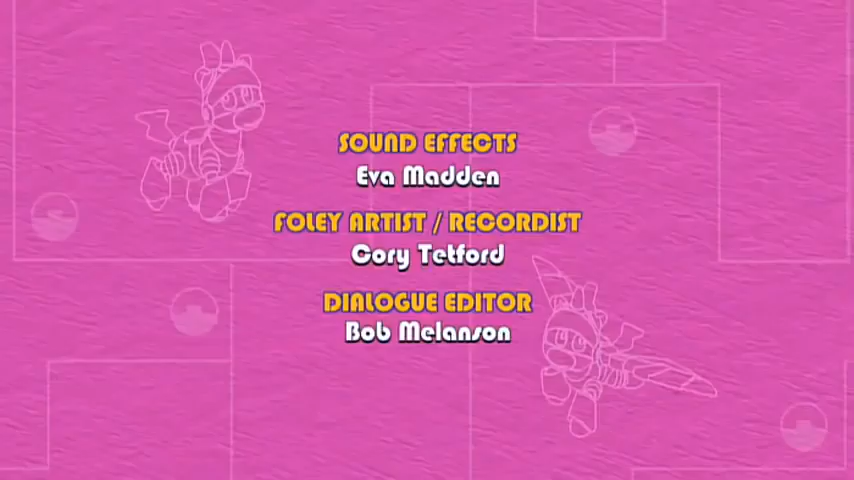 SOUND EFFECTS
Eva Madden
FOLEY ARTIST / RECORDIST
Cory Tetford
DIALOGUE EDITOR
Bob Melanson